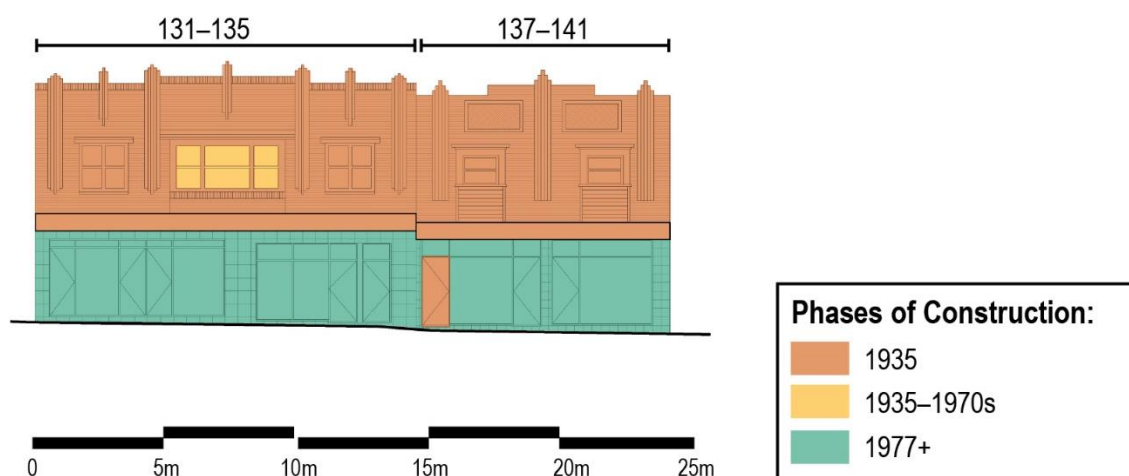 131–135
137–141
Phases of Construction:
1935
1935–1970s
1977+
0 5m 10m 15m 20m 25m